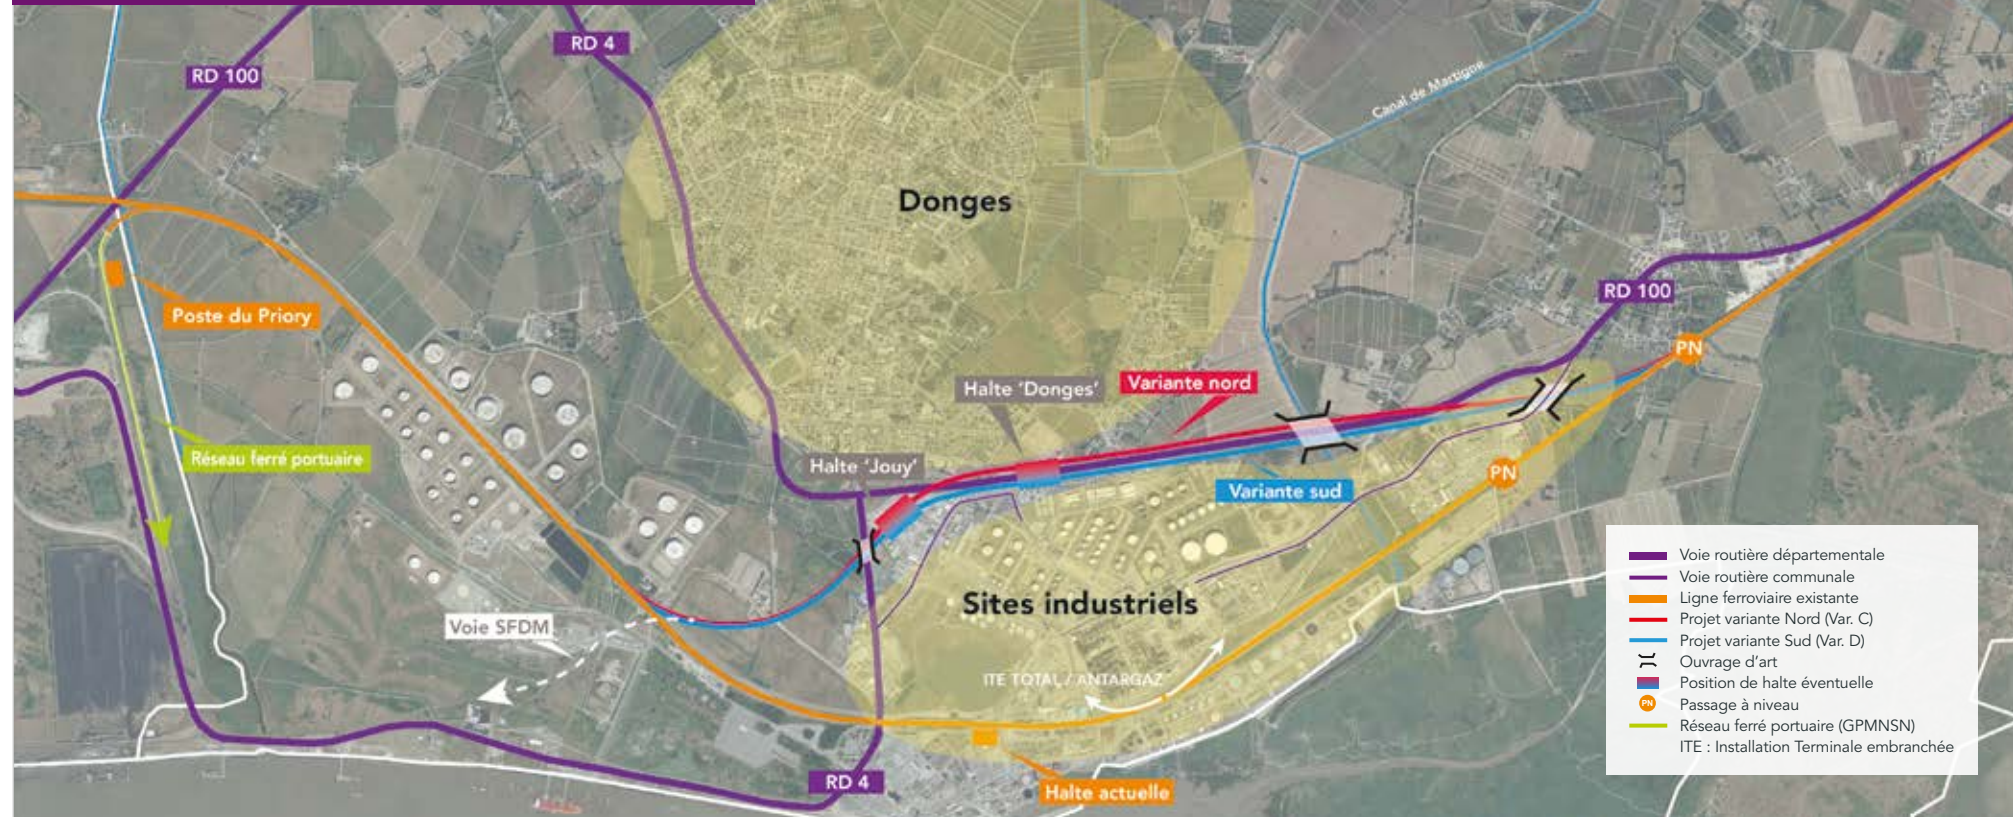 RD 4
RD 100
Canal de Martigné
Donges
RD 100
Poste du Priory
PN
Halte 'Donges'
Variante nord
Réseau ferré portuaire
Halte 'Jouy'
PN
Variante sud
Sites industriels
Voie SFDM
ITE TOTAL / ANTARGAZ
RD 4
Halte actuelle
Voie routière départementale
Voie routière communale
Ligne ferroviaire existante
Projet variante Nord (Var. C)
Projet variante Sud (Var. D)
Ouvrage d'art
Position de halte éventuelle
PN
Passage à niveau
Réseau ferré portuaire (GPMNSN)
ITE : Installation Terminale embranchée